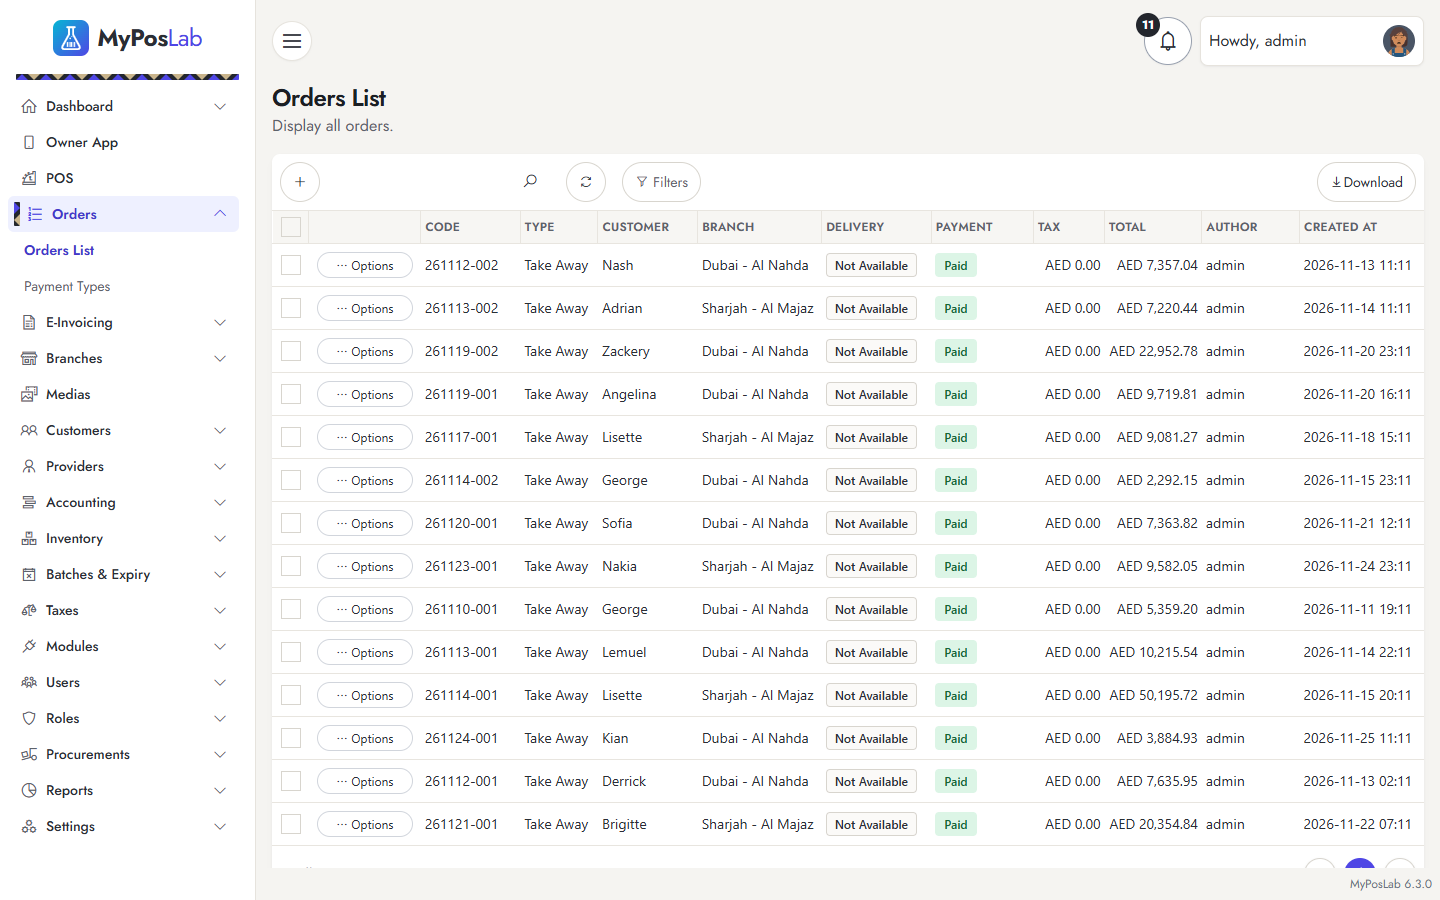 MyPosLab
11
Howdy, admin
Dashboard
Owner App
POS
Orders
Orders List
Payment Types
E-Invoicing
Branches
Medias
Customers
Providers
Accounting
Inventory
Batches & Expiry
Taxes
Modules
Users
Roles
Procurements
Reports
Settings
Orders List
Display all orders.
Filters
Download
CODE TYPE CUSTOMER BRANCH DELIVERY PAYMENT TAX TOTAL AUTHOR CREATED AT
Options 261112-002 Take Away Nash Dubai - Al Nahda Not Available Paid AED 0.00 AED 7,357.04 admin 2026-11-13 11:11
Options 261113-002 Take Away Adrian Sharjah - Al Majaz Not Available Paid AED 0.00 AED 7,220.44 admin 2026-11-14 11:11
Options 261119-002 Take Away Zackery Dubai - Al Nahda Not Available Paid AED 0.00 AED 22,952.78 admin 2026-11-20 23:11
Options 261119-001 Take Away Angelina Dubai - Al Nahda Not Available Paid AED 0.00 AED 9,719.81 admin 2026-11-20 16:11
Options 261117-001 Take Away Lisette Sharjah - Al Majaz Not Available Paid AED 0.00 AED 9,081.27 admin 2026-11-18 15:11
Options 261114-002 Take Away George Dubai - Al Nahda Not Available Paid AED 0.00 AED 2,292.15 admin 2026-11-15 23:11
Options 261120-001 Take Away Sofia Dubai - Al Nahda Not Available Paid AED 0.00 AED 7,363.82 admin 2026-11-21 12:11
Options 261123-001 Take Away Nakia Sharjah - Al Majaz Not Available Paid AED 0.00 AED 9,582.05 admin 2026-11-24 23:11
Options 261110-001 Take Away George Dubai - Al Nahda Not Available Paid AED 0.00 AED 5,359.20 admin 2026-11-11 19:11
Options 261113-001 Take Away Lemuel Dubai - Al Nahda Not Available Paid AED 0.00 AED 10,215.54 admin 2026-11-14 22:11
Options 261114-001 Take Away Lisette Sharjah - Al Majaz Not Available Paid AED 0.00 AED 50,195.72 admin 2026-11-15 20:11
Options 261124-001 Take Away Kian Dubai - Al Nahda Not Available Paid AED 0.00 AED 3,884.93 admin 2026-11-25 11:11
Options 261112-001 Take Away Derrick Dubai - Al Nahda Not Available Paid AED 0.00 AED 7,635.95 admin 2026-11-13 02:11
Options 261121-001 Take Away Brigitte Sharjah - Al Majaz Not Available Paid AED 0.00 AED 20,354.84 admin 2026-11-22 07:11
MyPosLab 6.3.0